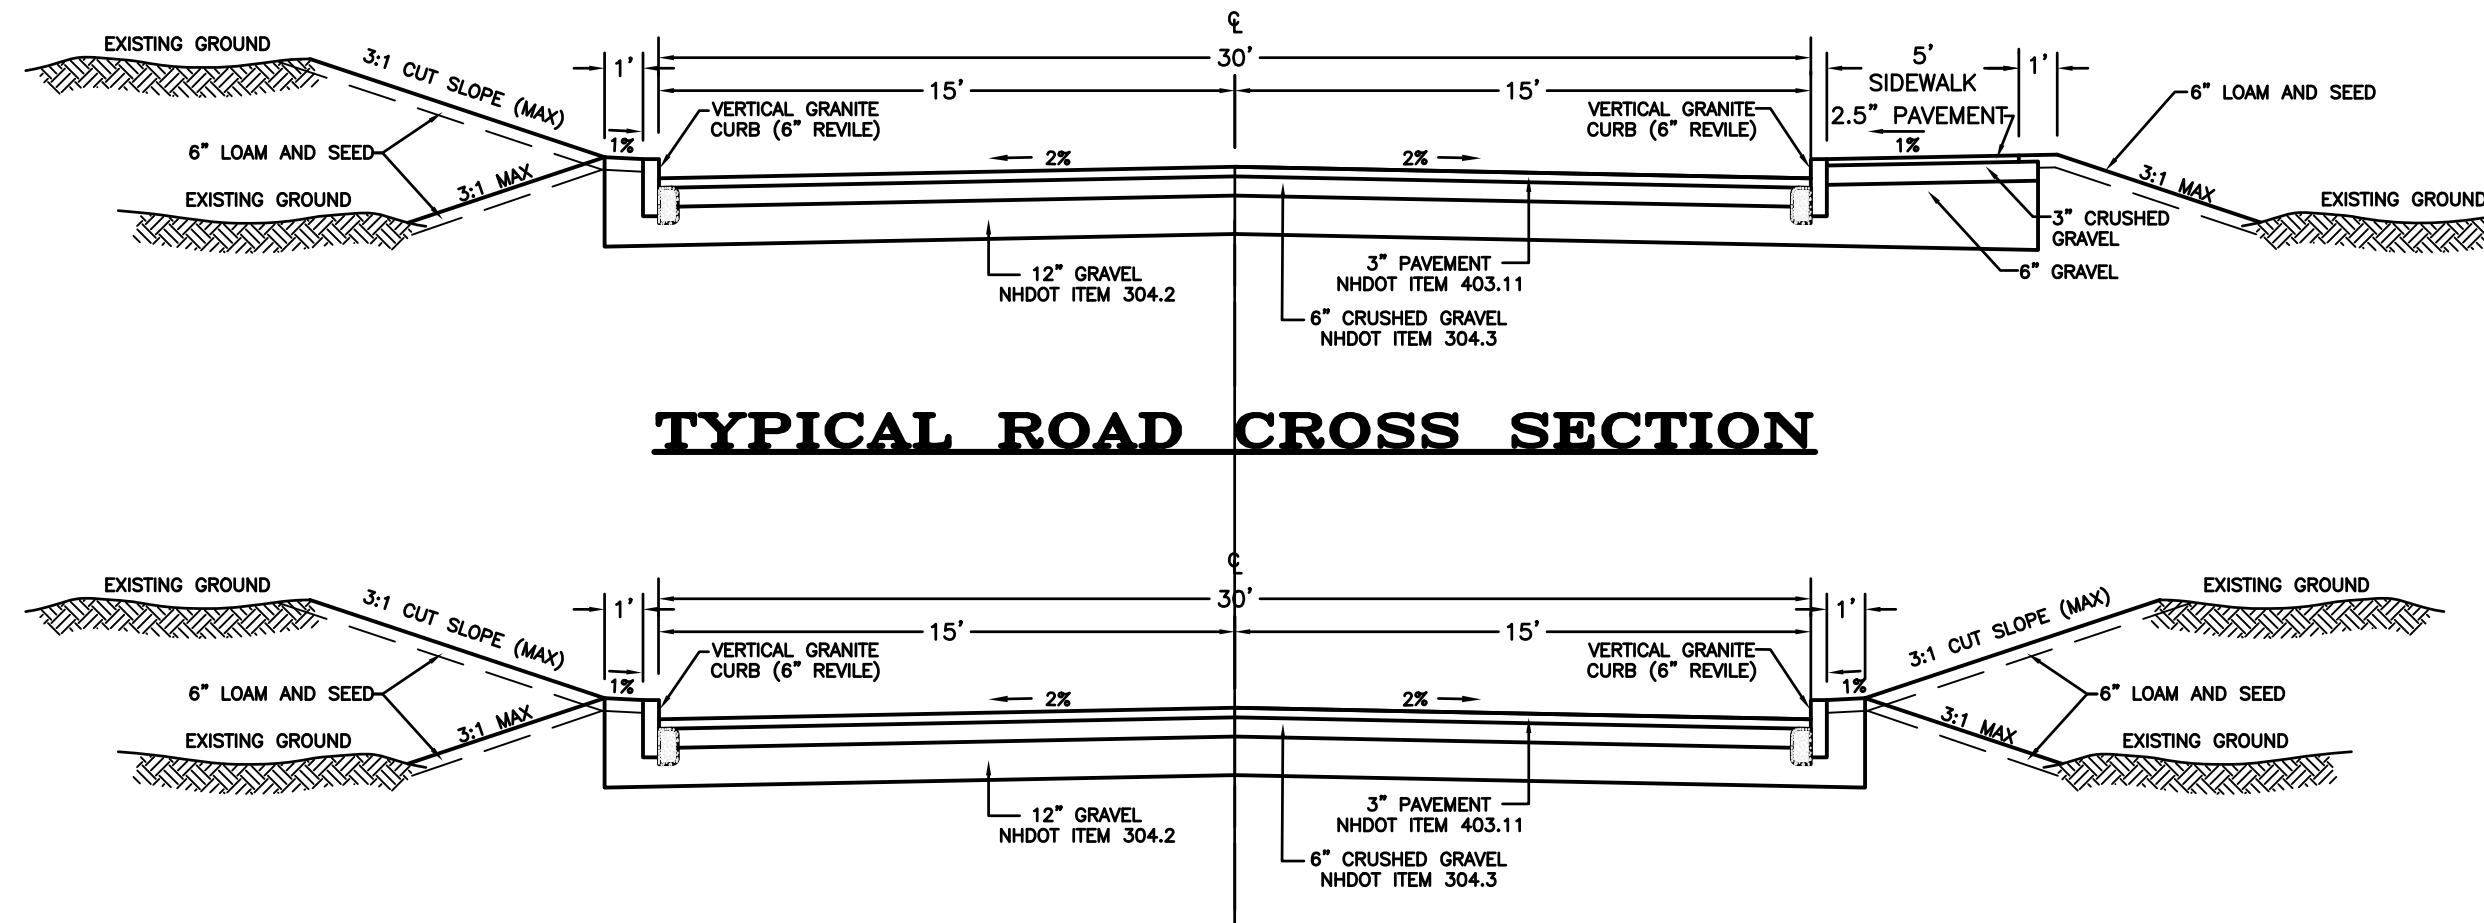 ℄
30'
15'
15'
EXISTING GROUND
3:1 CUT SLOPE (MAX)
1'
5'
SIDEWALK
1'
VERTICAL GRANITE
CURB (6" REVILE)
VERTICAL GRANITE
CURB (6" REVILE)
2.5" PAVEMENT
6" LOAM AND SEED
6" LOAM AND SEED
1%
2%
2%
1%
3:1 MAX
3:1 MAX
EXISTING GROUND
EXISTING GROUND
3" CRUSHED
GRAVEL
6" GRAVEL
12" GRAVEL
NHDOT ITEM 304.2
3" PAVEMENT
NHDOT ITEM 403.11
6" CRUSHED GRAVEL
NHDOT ITEM 304.3
TYPICAL ROAD CROSS SECTION
℄
30'
15'
15'
EXISTING GROUND
3:1 CUT SLOPE (MAX)
1'
1'
3:1 CUT SLOPE (MAX)
EXISTING GROUND
VERTICAL GRANITE
CURB (6" REVILE)
VERTICAL GRANITE
CURB (6" REVILE)
6" LOAM AND SEED
1%
2%
2%
1%
6" LOAM AND SEED
3:1 MAX
3:1 MAX
EXISTING GROUND
EXISTING GROUND
12" GRAVEL
NHDOT ITEM 304.2
3" PAVEMENT
NHDOT ITEM 403.11
6" CRUSHED GRAVEL
NHDOT ITEM 304.3